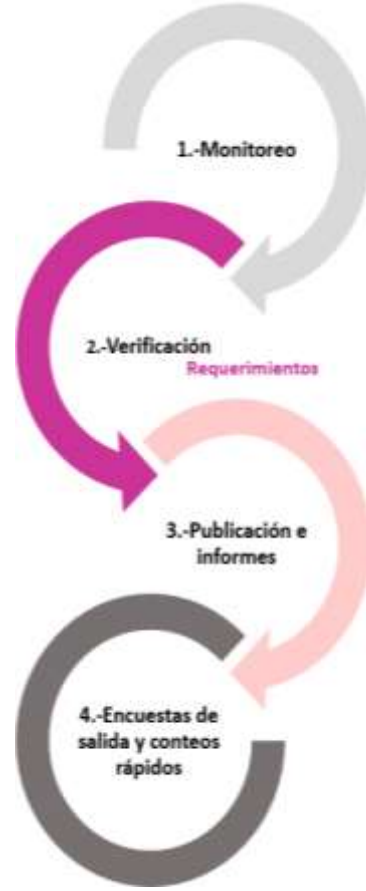 1.-Monitoreo
2.-Verificación
Requerimientos
3.-Publicación e
informes
4.-Encuestas de
salida y conteos
rápidos